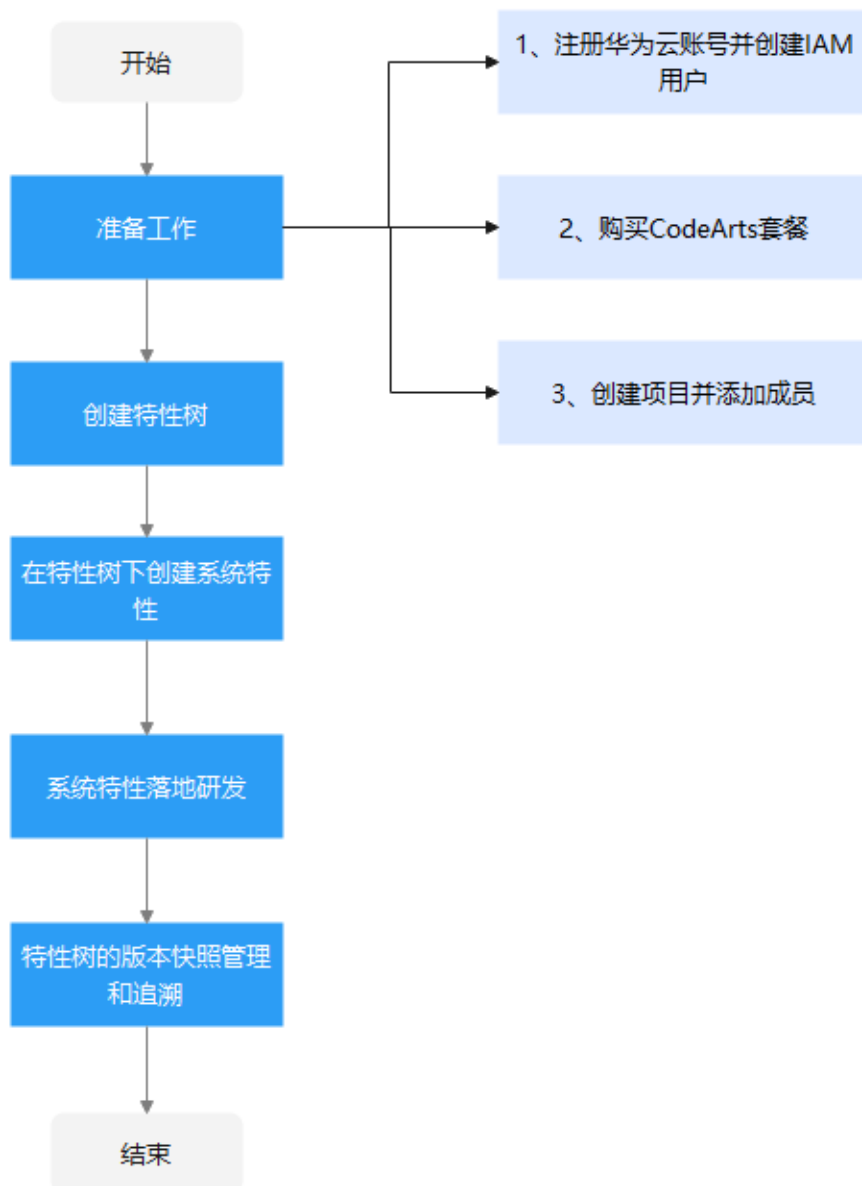 开始
准备工作
1、注册华为云账号并创建IAM
用户
2、购买CodeArts套餐
3、创建项目并添加成员
创建特性树
在特性树下创建系统特
性
系统特性落地研发
特性树的版本快照管理
和追溯
结束